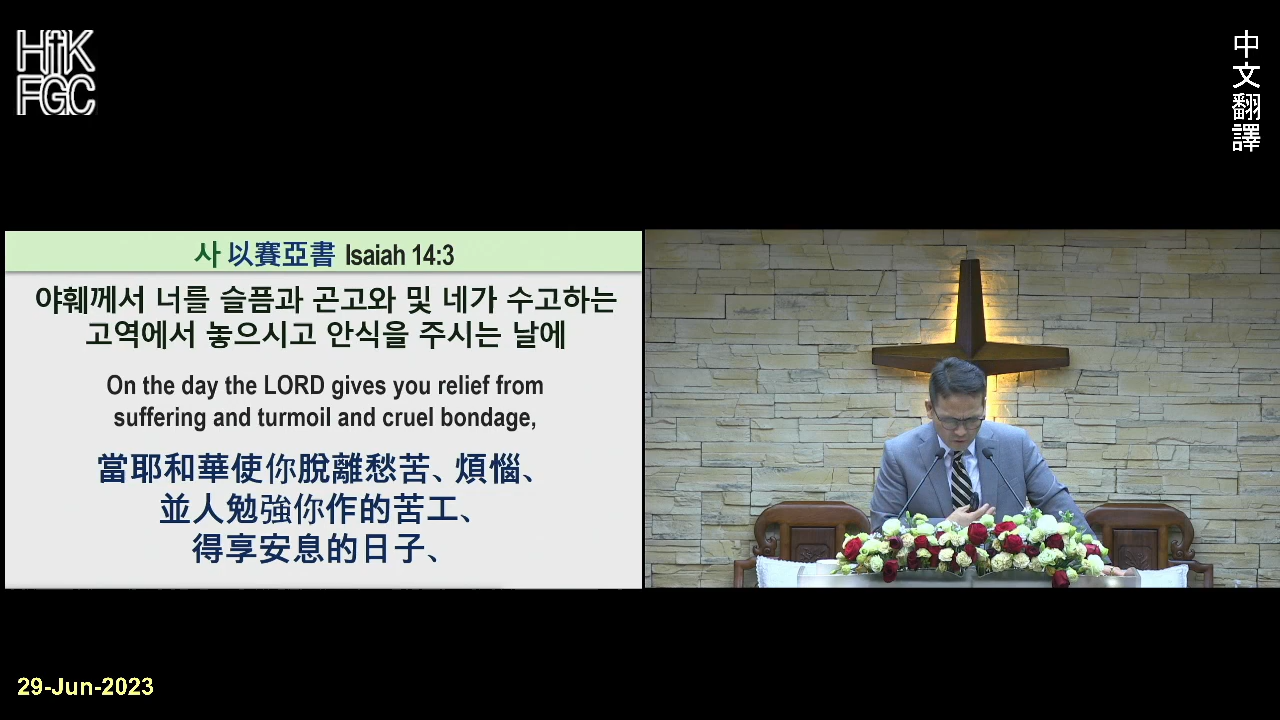 HftK
FGC
中文翻譯
사 以賽亞書 Isaiah 14:3
야훼께서 너를 슬픔과 곤고와 및 네가 수고하는
고역에서 놓으시고 안식을 주시는 날에
On the day the LORD gives you relief from
suffering and turmoil and cruel bondage,
當耶和華使你脫離愁苦、煩惱、
並人勉強你作的苦工、
得享安息的日子、
29-Jun-2023